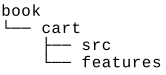 book
└── cart
    ├── src
    └── features